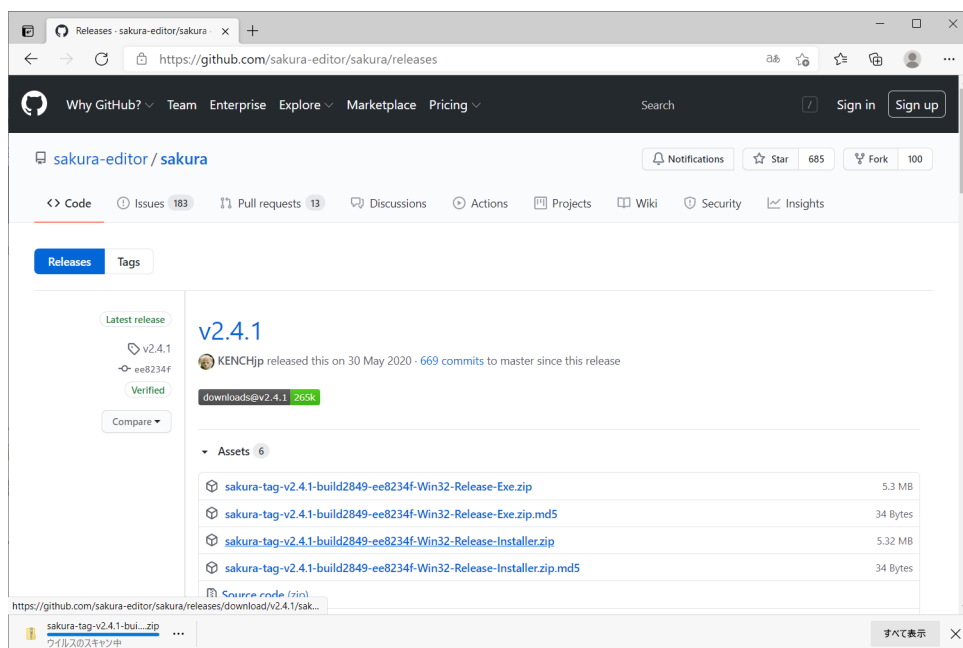 Releases · sakura-editor/sakura
https://github.com/sakura-editor/sakura/releases
Why GitHub? Team Enterprise Explore Marketplace Pricing Search / Sign in Sign up
sakura-editor / sakura Notifications Star 685 Fork 100
Code Issues 183 Pull requests 13 Discussions Actions Projects Wiki Security Insights
Releases Tags
Latest release
v2.4.1
ee8234f
Verified
Compare
v2.4.1
KENCHjp released this on 30 May 2020 · 669 commits to master since this release
downloads@v2.4.1 265k
Assets 6
sakura-tag-v2.4.1-build2849-ee8234f-Win32-Release-Exe.zip 5.3 MB
sakura-tag-v2.4.1-build2849-ee8234f-Win32-Release-Exe.zip.md5 34 Bytes
sakura-tag-v2.4.1-build2849-ee8234f-Win32-Release-Installer.zip 5.32 MB
sakura-tag-v2.4.1-build2849-ee8234f-Win32-Release-Installer.zip.md5 34 Bytes
Source code (zip)
https://github.com/sakura-editor/sakura/releases/download/v2.4.1/sak...
sakura-tag-v2.4.1-bui....zip
ウイルスのスキャン中
すべて表示